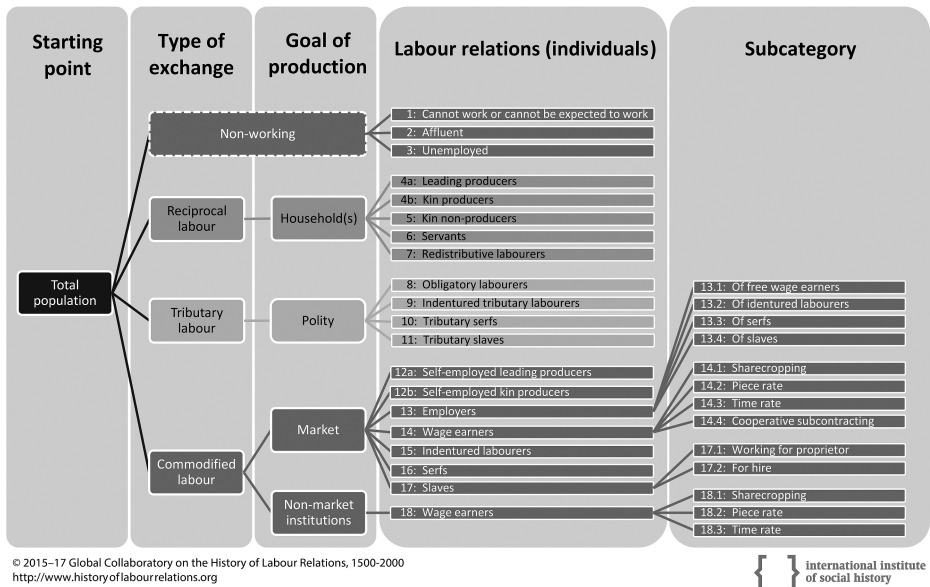 Starting
point
Type of
exchange
Goal of
production
Labour relations (individuals)
Subcategory
Total
population
Non-working
Reciprocal
labour
Household(s)
Tributary
labour
Polity
Commodified
labour
Market
Non-market
institutions
1: Cannot work or cannot be expected to work
2: Affluent
3: Unemployed
4a: Leading producers
4b: Kin producers
5: Kin non-producers
6: Servants
7: Redistributive labourers
8: Obligatory labourers
9: Indentured tributary labourers
10: Tributary serfs
11: Tributary slaves
12a: Self-employed leading producers
12b: Self-employed kin producers
13: Employers
14: Wage earners
15: Indentured labourers
16: Serfs
17: Slaves
18: Wage earners
13.1: Of free wage earners
13.2: Of identured labourers
13.3: Of serfs
13.4: Of slaves
14.1: Sharecropping
14.2: Piece rate
14.3: Time rate
14.4: Cooperative subcontracting
17.1: Working for proprietor
17.2: For hire
18.1: Sharecropping
18.2: Piece rate
18.3: Time rate
© 2015–17 Global Collaboratory on the History of Labour Relations, 1500-2000
http://www.historyoflabourrelations.org
international institute
of social history